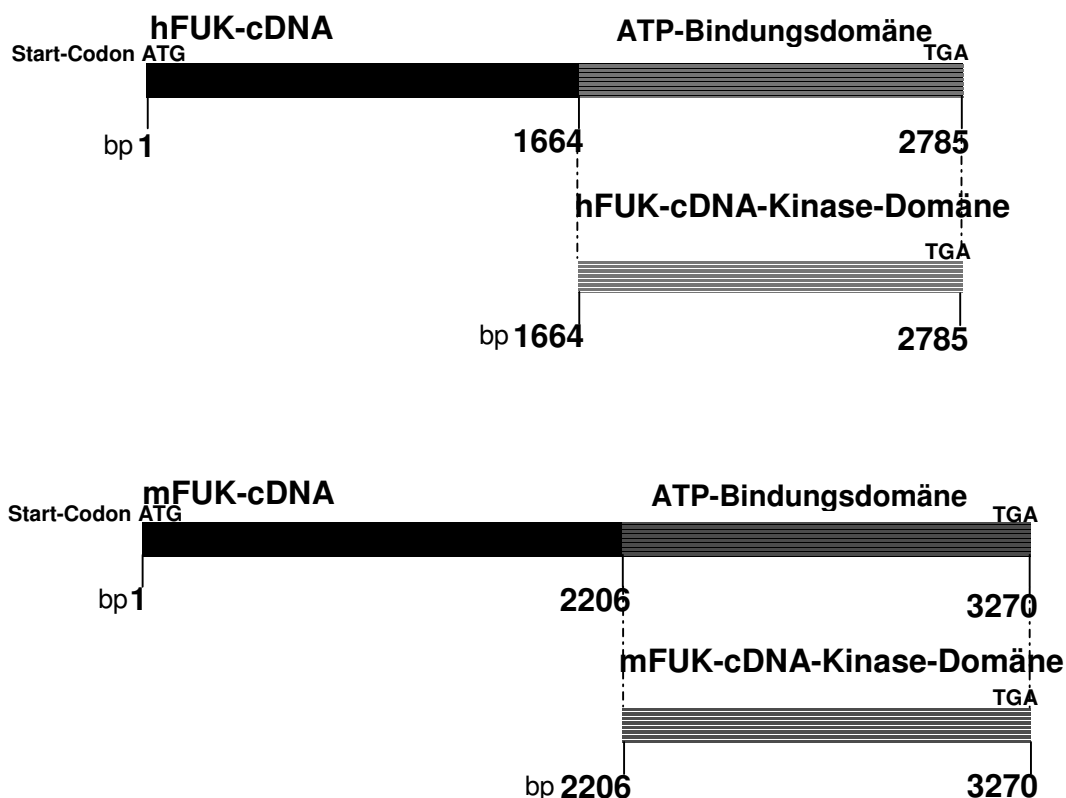 hFUK-cDNA
ATP-Bindungsdomäne
Start-Codon ATG
TGA
bp 1
1664
2785
hFUK-cDNA-Kinase-Domäne
TGA
bp 1664
2785
mFUK-cDNA
ATP-Bindungsdomäne
Start-Codon ATG
TGA
bp 1
2206
3270
mFUK-cDNA-Kinase-Domäne
TGA
bp 2206
3270